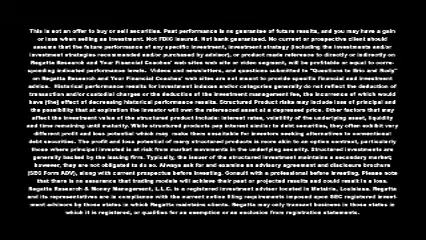 This is not an offer to buy or sell securities. Past performance is no guarantee of future results, and you may have a gain
or loss when selling an investment. Not FDIC Insured. Not bank guaranteed. No current or prospective client should
assume that the future performance of any specific investment, investment strategy (including the investments and/or
investment strategies recommended and/or purchased by adviser), or product made reference to directly or indirectly on
Regatta Research and Your Financial Coaches' web sites web site or video segment, will be profitable or equal to corre-
sponding indicated performance levels. Videos and newsletters, and questions submitted to "Questions to Brio and Rudy"
on Regatta Research and Your Financial Coaches' web sites are not meant to provide specific financial and investment
advice. Historical performance results for investment indexes and/or categories generally do not reflect the deduction of
transaction and/or custodial charges or the deduction of the investment management fee, the incurrence of which would
have [the] effect of decreasing historical performance results. Structured Product risks may include loss of principal and
the possibility that at expiration the investor will own the referenced asset at a depressed price. Other factors that may
affect the investment value of the structured product include: interest rates, volatility of the underlying asset, liquidity
and time remaining until maturity. While structured products pay interest similar to debt securities, they often exhibit very
different profit and loss potential which may make them unsuitable for investors seeking alternatives to conventional
debt securities. The profit and loss potential of many structured products is more akin to an option contract, particularly
those where principal invested is at risk from market movements in the underlying security. Structured investments are
generally backed by the issuing firm. Typically, the issuer of the structured investment maintains a secondary market;
however, they are not obligated to do so. Always ask for and examine an advisory agreement and disclosure brochure
(SEC Form ADV), along with current prospectus before investing. Consult with a professional before investing. Please note
that there is no assurance that trading models will achieve their past or projected results and could result in a loss.
Regatta Research & Money Management, L.L.C. is a registered investment adviser located in Metairie, Louisiana. Regatta
and its representatives are in compliance with the current online filing requirements imposed upon SEC registered invest-
ment advisors by those states in which Regatta maintains clients. Regatta may only transact business in those states in
which it is registered, or qualifies for an exemption or an exclusion from registration statements.